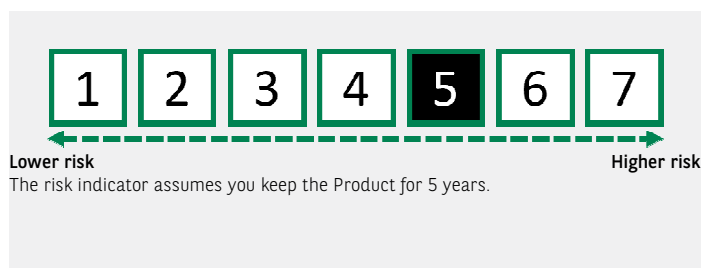 1 2 3 4 5 6 7
Lower risk Higher risk
The risk indicator assumes you keep the Product for 5 years.